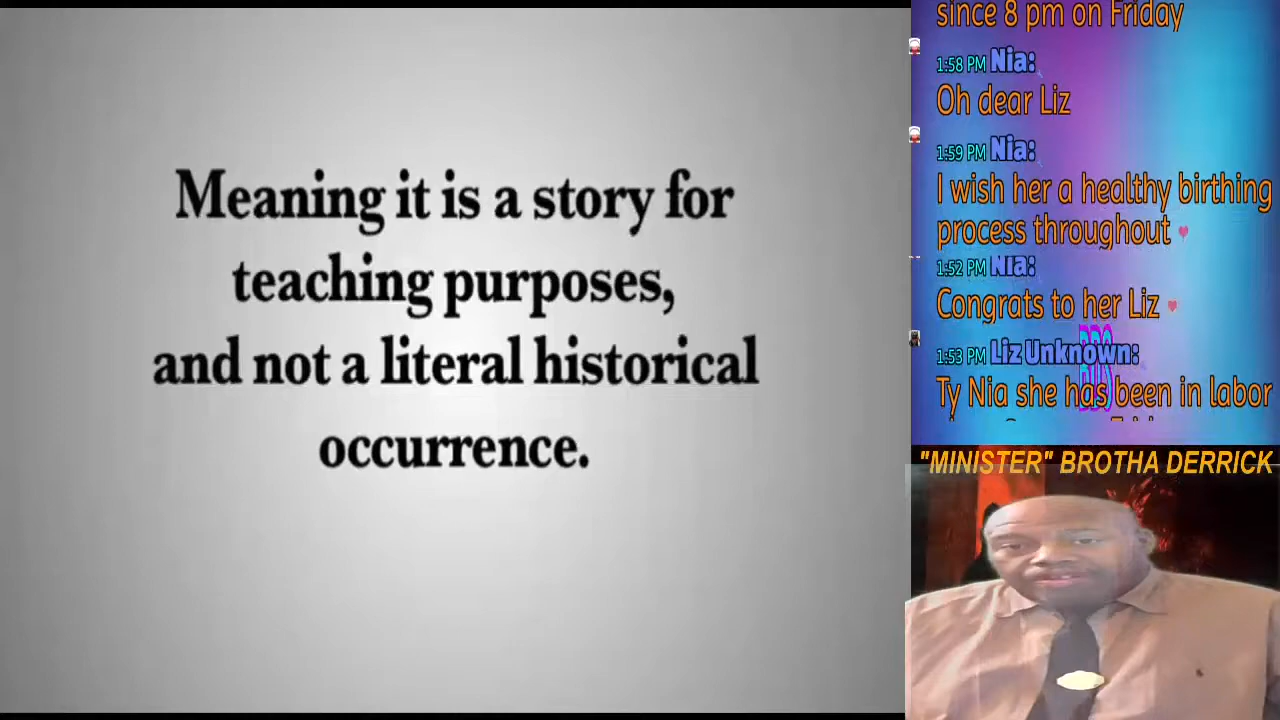 Meaning it is a story for
teaching purposes,
and not a literal historical
occurrence.
since 8 pm on Friday
1:58 PM Nia:
Oh dear Liz
1:59 PM Nia:
I wish her a healthy birthing
process throughout
1:52 PM Nia:
Congrats to her Liz
1:53 PM Liz Unknown:
Ty Nia she has been in labor
"MINISTER" BROTHA DERRICK